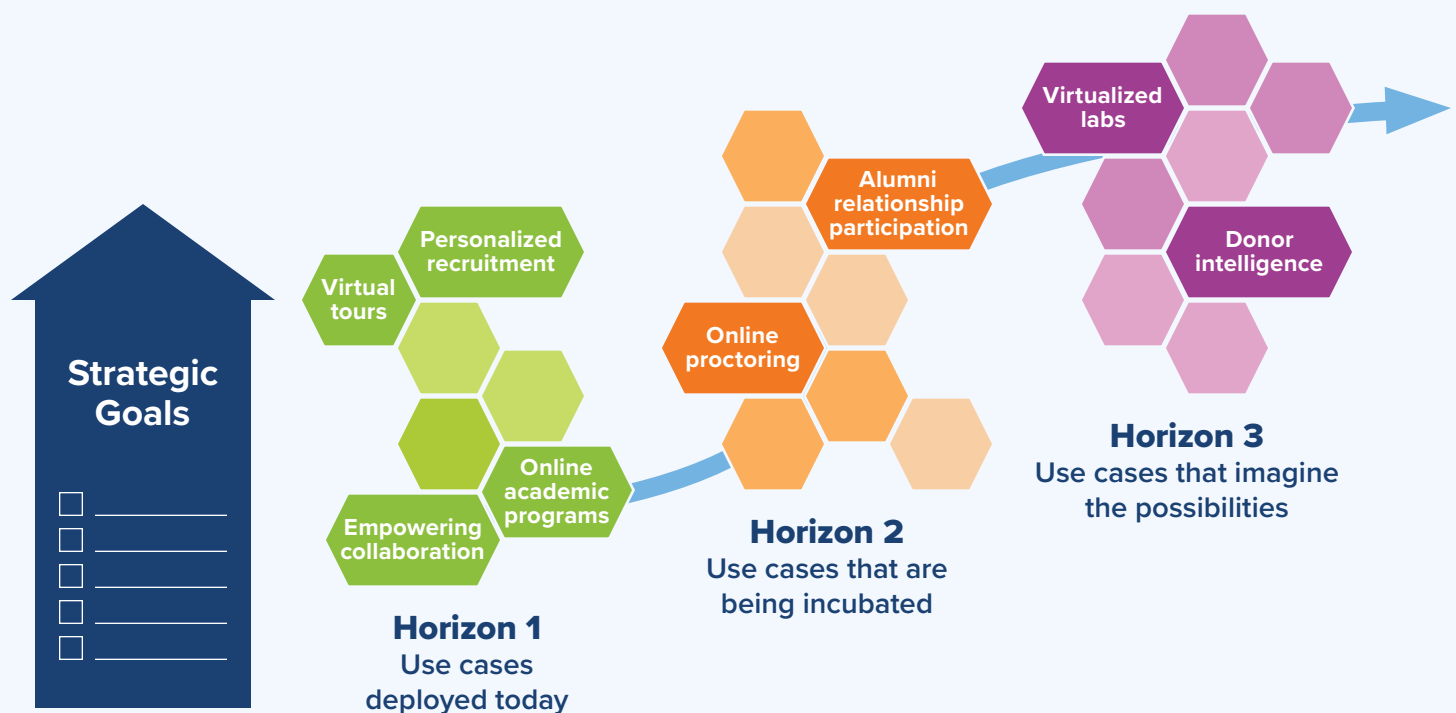 Strategic
Goals
Virtual
tours
Personalized
recruitment
Online
academic
programs
Empowering
collaboration
Horizon 1
Use cases
deployed today
Alumni
relationship
participation
Online
proctoring
Horizon 2
Use cases that are
being incubated
Virtualized
labs
Donor
intelligence
Horizon 3
Use cases that imagine
the possibilities